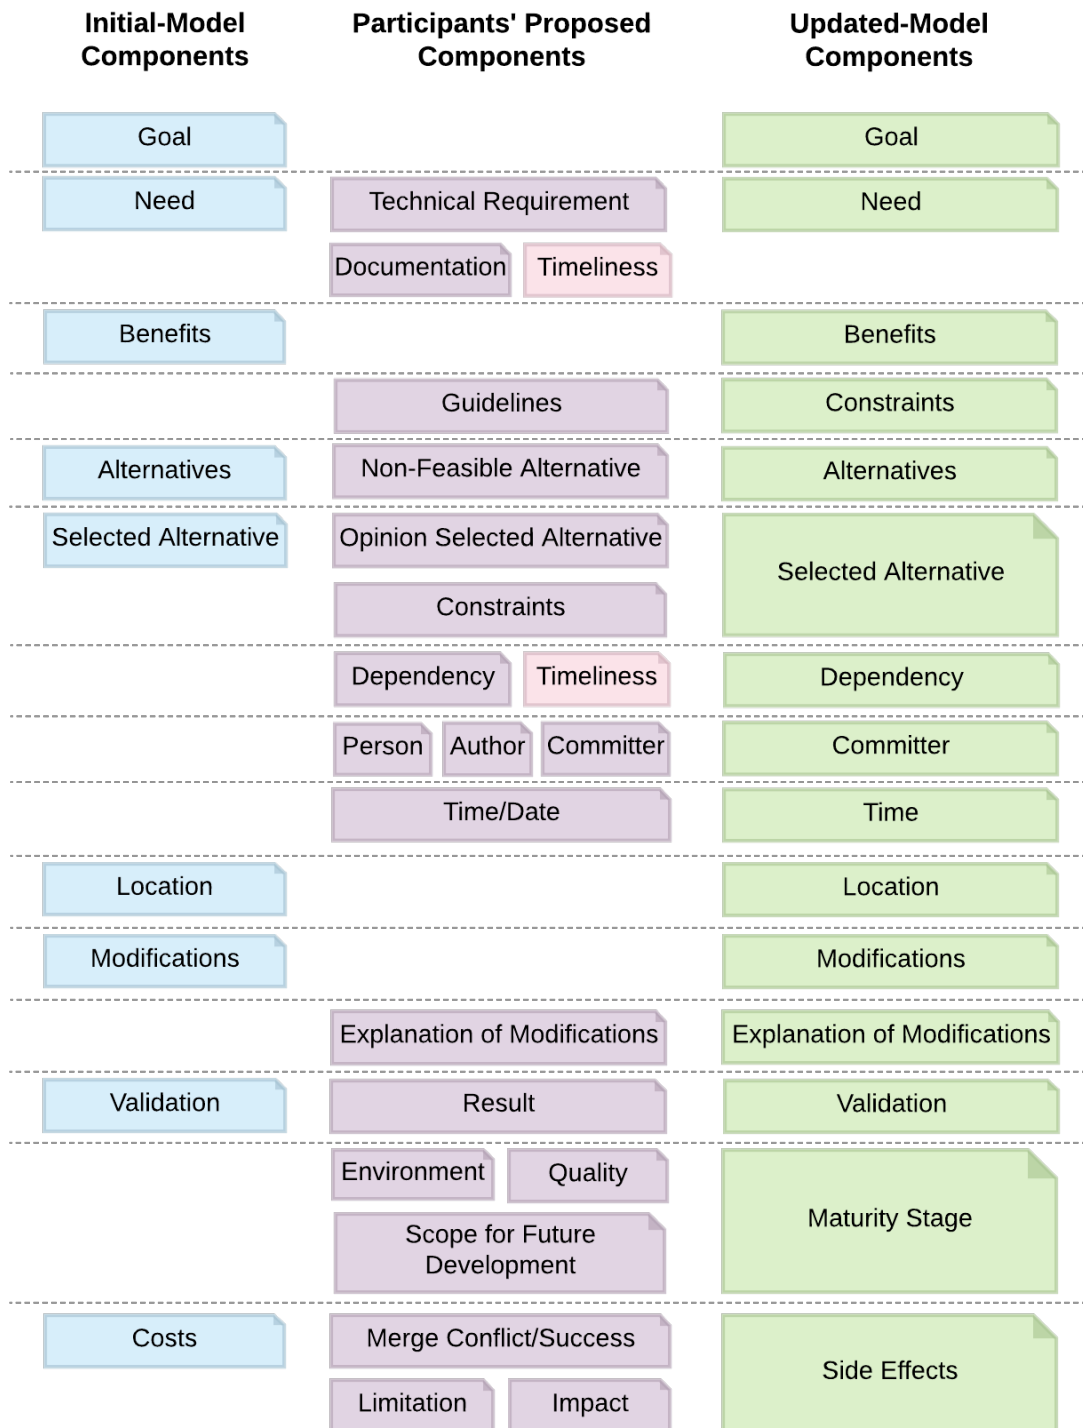 Initial-Model
Components
Participants' Proposed
Components
Updated-Model
Components
Goal
Goal
Need
Technical Requirement
Need
Documentation
Timeliness
Benefits
Benefits
Guidelines
Constraints
Alternatives
Non-Feasible Alternative
Alternatives
Selected Alternative
Opinion Selected Alternative
Selected Alternative
Constraints
Dependency
Timeliness
Dependency
Person
Author
Committer
Committer
Time/Date
Time
Location
Location
Modifications
Modifications
Explanation of Modifications
Explanation of Modifications
Validation
Result
Validation
Environment
Quality
Maturity Stage
Scope for Future
Development
Costs
Merge Conflict/Success
Side Effects
Limitation
Impact